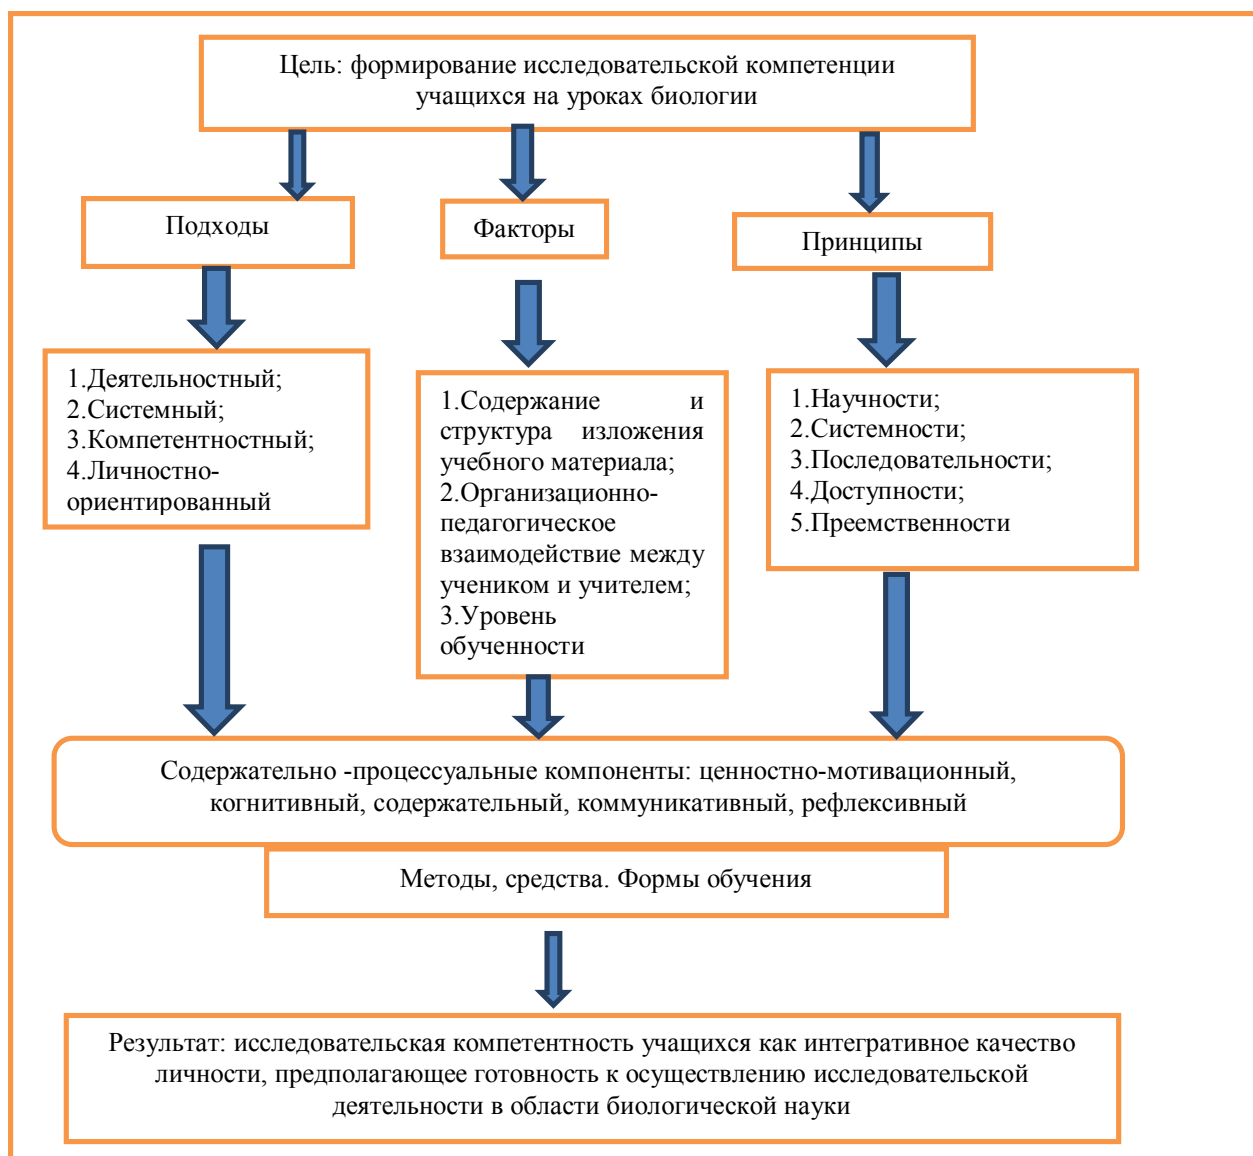 Цель: формирование исследовательской компетенции
учащихся на уроках биологии
Подходы
Факторы
Принципы
1.Деятельностный;
2.Системный;
3.Компетентностный;
4.Личностно-
ориентированный
1.Содержание и
структура изложения
учебного материала;
2.Организационно-
педагогическое
взаимодействие между
учеником и учителем;
3.Уровень
обученности
1.Научности;
2.Системности;
3.Последовательности;
4.Доступности;
5.Преемственности
Содержательно -процессуальные компоненты: ценностно-мотивационный,
когнитивный, содержательный, коммуникативный, рефлексивный
Методы, средства. Формы обучения
Результат: исследовательская компетентность учащихся как интегративное качество
личности, предполагающее готовность к осуществлению исследовательской
деятельности в области биологической науки